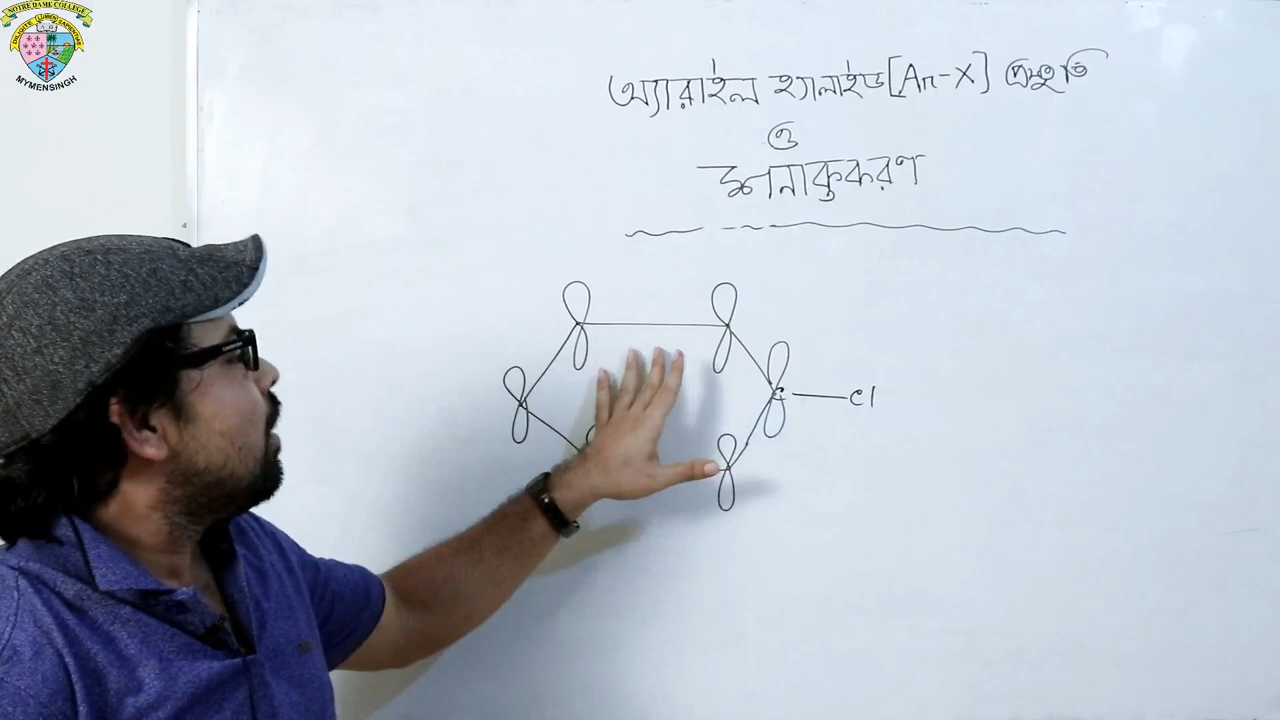 NOTRE DAME COLLEGE
MYMENSINGH
অ্যারাইল হ্যালাইড [Ar-X] প্রস্তুতি
ও
শনাক্তকরণ
C
Cl